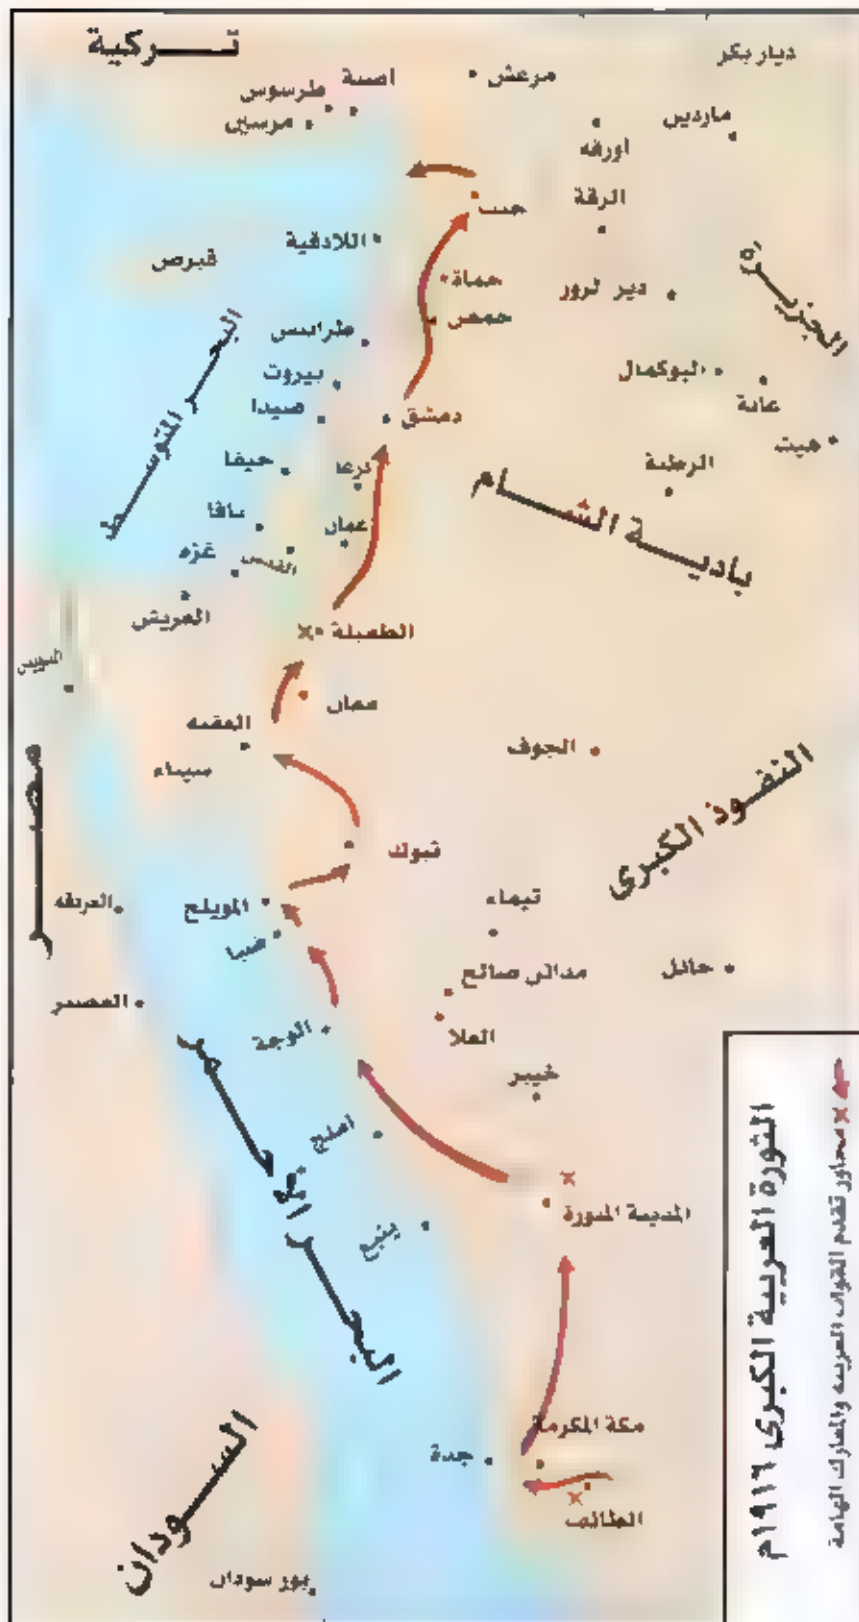 تركية
ديار بكر
مرعش
اضنة
طرسوس
مرسين
ماردين
اورفه
الرقة
حلب
اللاذقية
قبرص
حماة
حمص
دير الزور
الجزيرة
طرابلس
البحر المتوسط
بيروت
البوكمال
عانة
صيدا
دمشق
هيت
حيفا
درعا
الرطبة
بادية الشام
يافا
عمان
غزه
القدس
العريش
الطفيلة
السويس
معان
العقبه
سيناء
الجوف
مصر
النفوذ الكبرى
تبوك
المويلح
تيماء
الغردقه
ضبا
مدائن صالح
حائل
القصير
الوجة
العلا
خيبر
املج
البحر الأحمر
المدينة المنورة
ينبع
مكة المكرمة
جدة
الطائف
السودان
بور سودان
الثورة العربية الكبرى ١٩١٦م
محاور تقدم القوات العربيه والمعارك الهامة